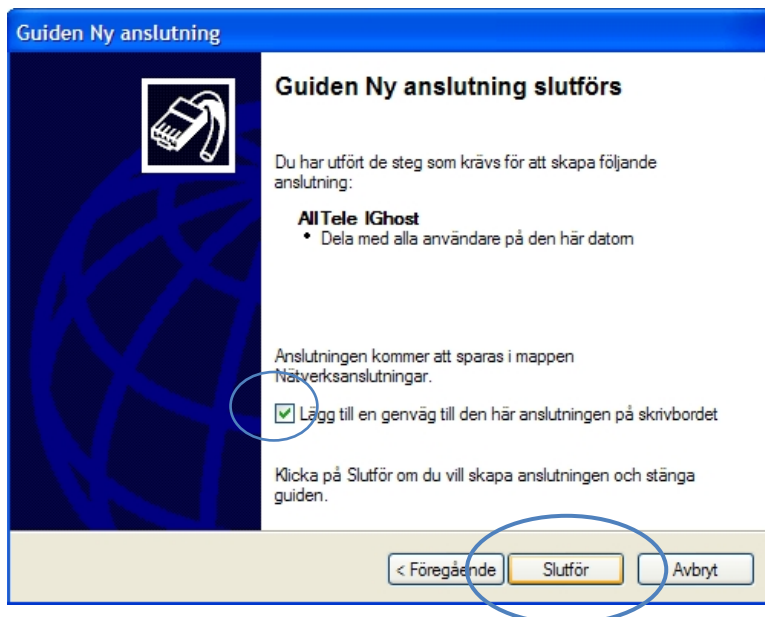 Guiden Ny anslutning
Guiden Ny anslutning slutförs
Du har utfört de steg som krävs för att skapa följande
anslutning:
AllTele IGhost
• Dela med alla användare på den här datorn
Anslutningen kommer att sparas i mappen
Nätverksanslutningar.
Lägg till en genväg till den här anslutningen på skrivbordet
Klicka på Slutför om du vill skapa anslutningen och stänga
guiden.
< Föregående Slutför Avbryt